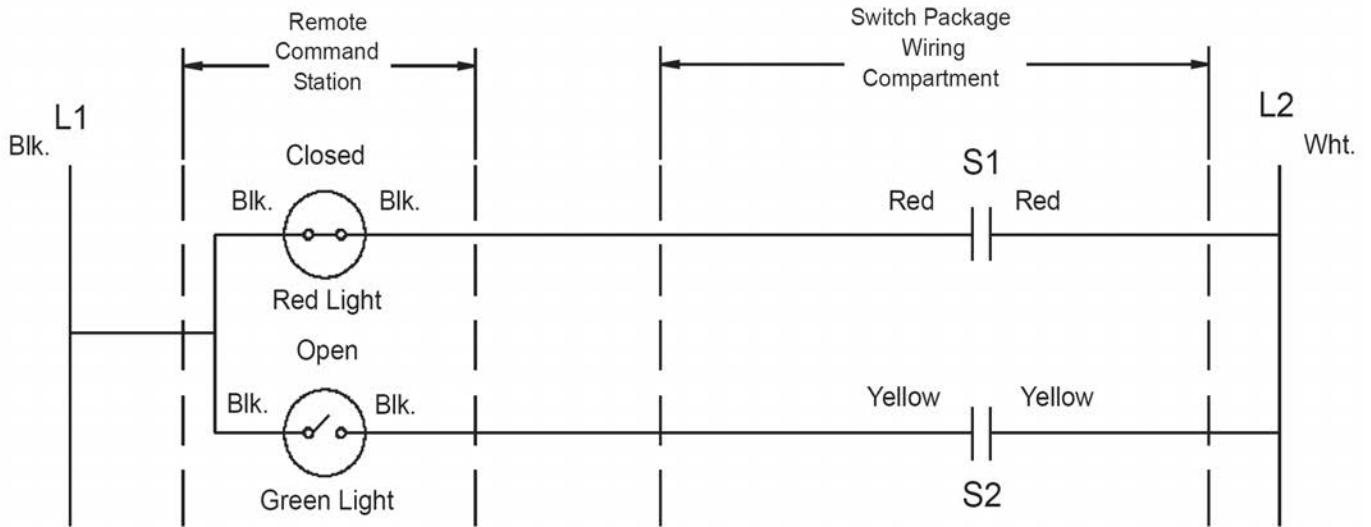 Remote
Command
Station
Switch Package
Wiring
Compartment
L1
Blk.
L2
Wht.
Closed
Blk.
Blk.
Red Light
S1
Red
Red
Open
Blk.
Blk.
Green Light
Yellow
Yellow
S2